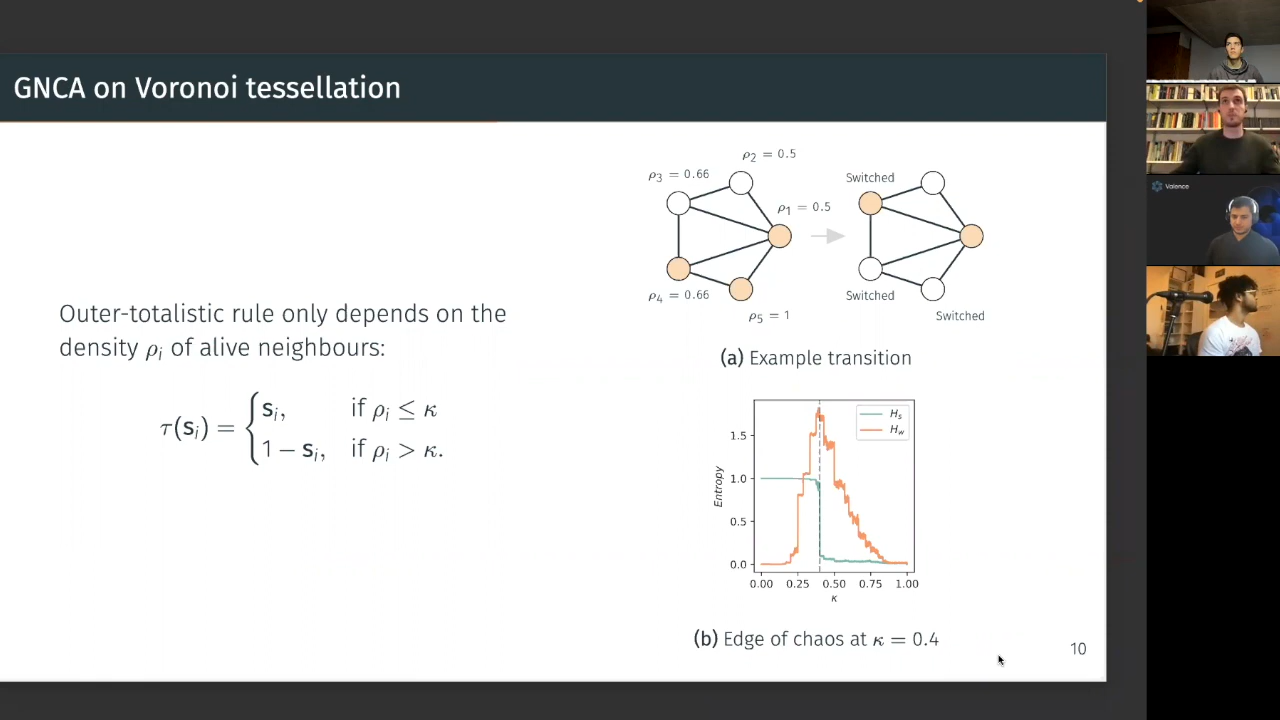 GNCA on Voronoi tessellation
Outer-totalistic rule only depends on the
density ρᵢ of alive neighbours:
τ(sᵢ) = { sᵢ, if ρᵢ ≤ κ
1 − sᵢ, if ρᵢ > κ.
ρ₂ = 0.5
ρ₃ = 0.66
ρ₁ = 0.5
ρ₄ = 0.66
ρ₅ = 1
Switched
Switched
Switched
(a) Example transition
Hₛ
H_w
Entropy
1.5
1.0
0.5
0.0
0.00 0.25 0.50 0.75 1.00
κ
(b) Edge of chaos at κ = 0.4
10
Valence